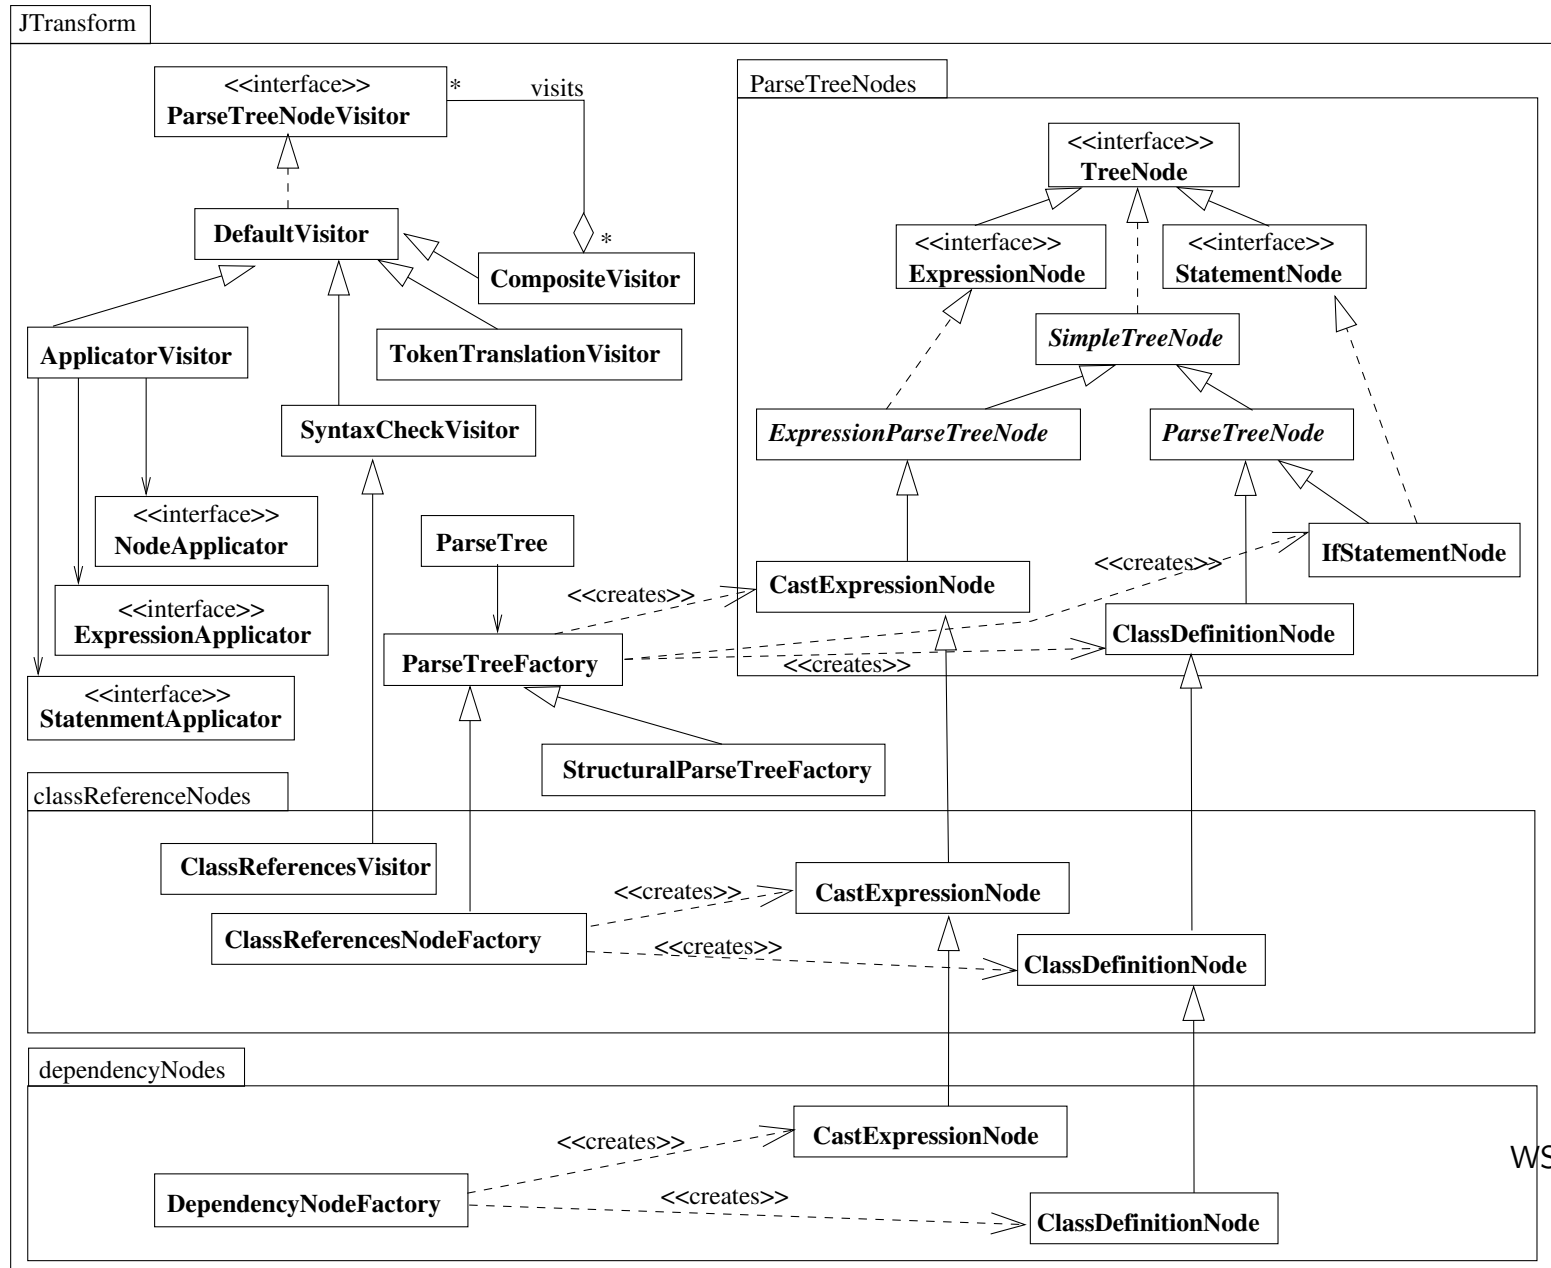 JTransform
<<interface>>
ParseTreeNodeVisitor
*
visits
*
DefaultVisitor
CompositeVisitor
ApplicatorVisitor
TokenTranslationVisitor
SyntaxCheckVisitor
<<interface>>
NodeApplicator
<<interface>>
ExpressionApplicator
<<interface>>
StatenmentApplicator
ParseTree
ParseTreeFactory
StructuralParseTreeFactory
ParseTreeNodes
<<interface>>
TreeNode
<<interface>>
ExpressionNode
<<interface>>
StatementNode
SimpleTreeNode
ExpressionParseTreeNode
ParseTreeNode
IfStatementNode
<<creates>>
CastExpressionNode
<<creates>>
ClassDefinitionNode
<<creates>>
classReferenceNodes
ClassReferencesVisitor
<<creates>>
CastExpressionNode
ClassReferencesNodeFactory
<<creates>>
ClassDefinitionNode
dependencyNodes
<<creates>>
CastExpressionNode
DependencyNodeFactory
<<creates>>
ClassDefinitionNode
WS